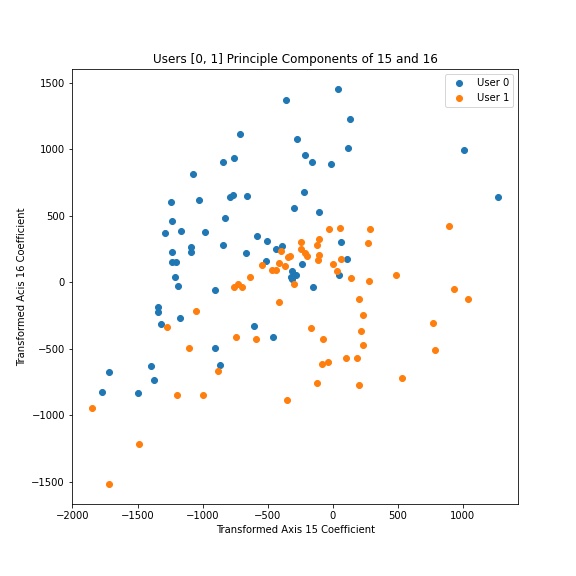 Users [0, 1] Principle Components of 15 and 16
User 0
User 1
1500
1000
500
0
−500
−1000
−1500
Transformed Acis 16 Coefficient
−2000
−1500
−1000
−500
0
500
1000
Transformed Axis 15 Coefficient